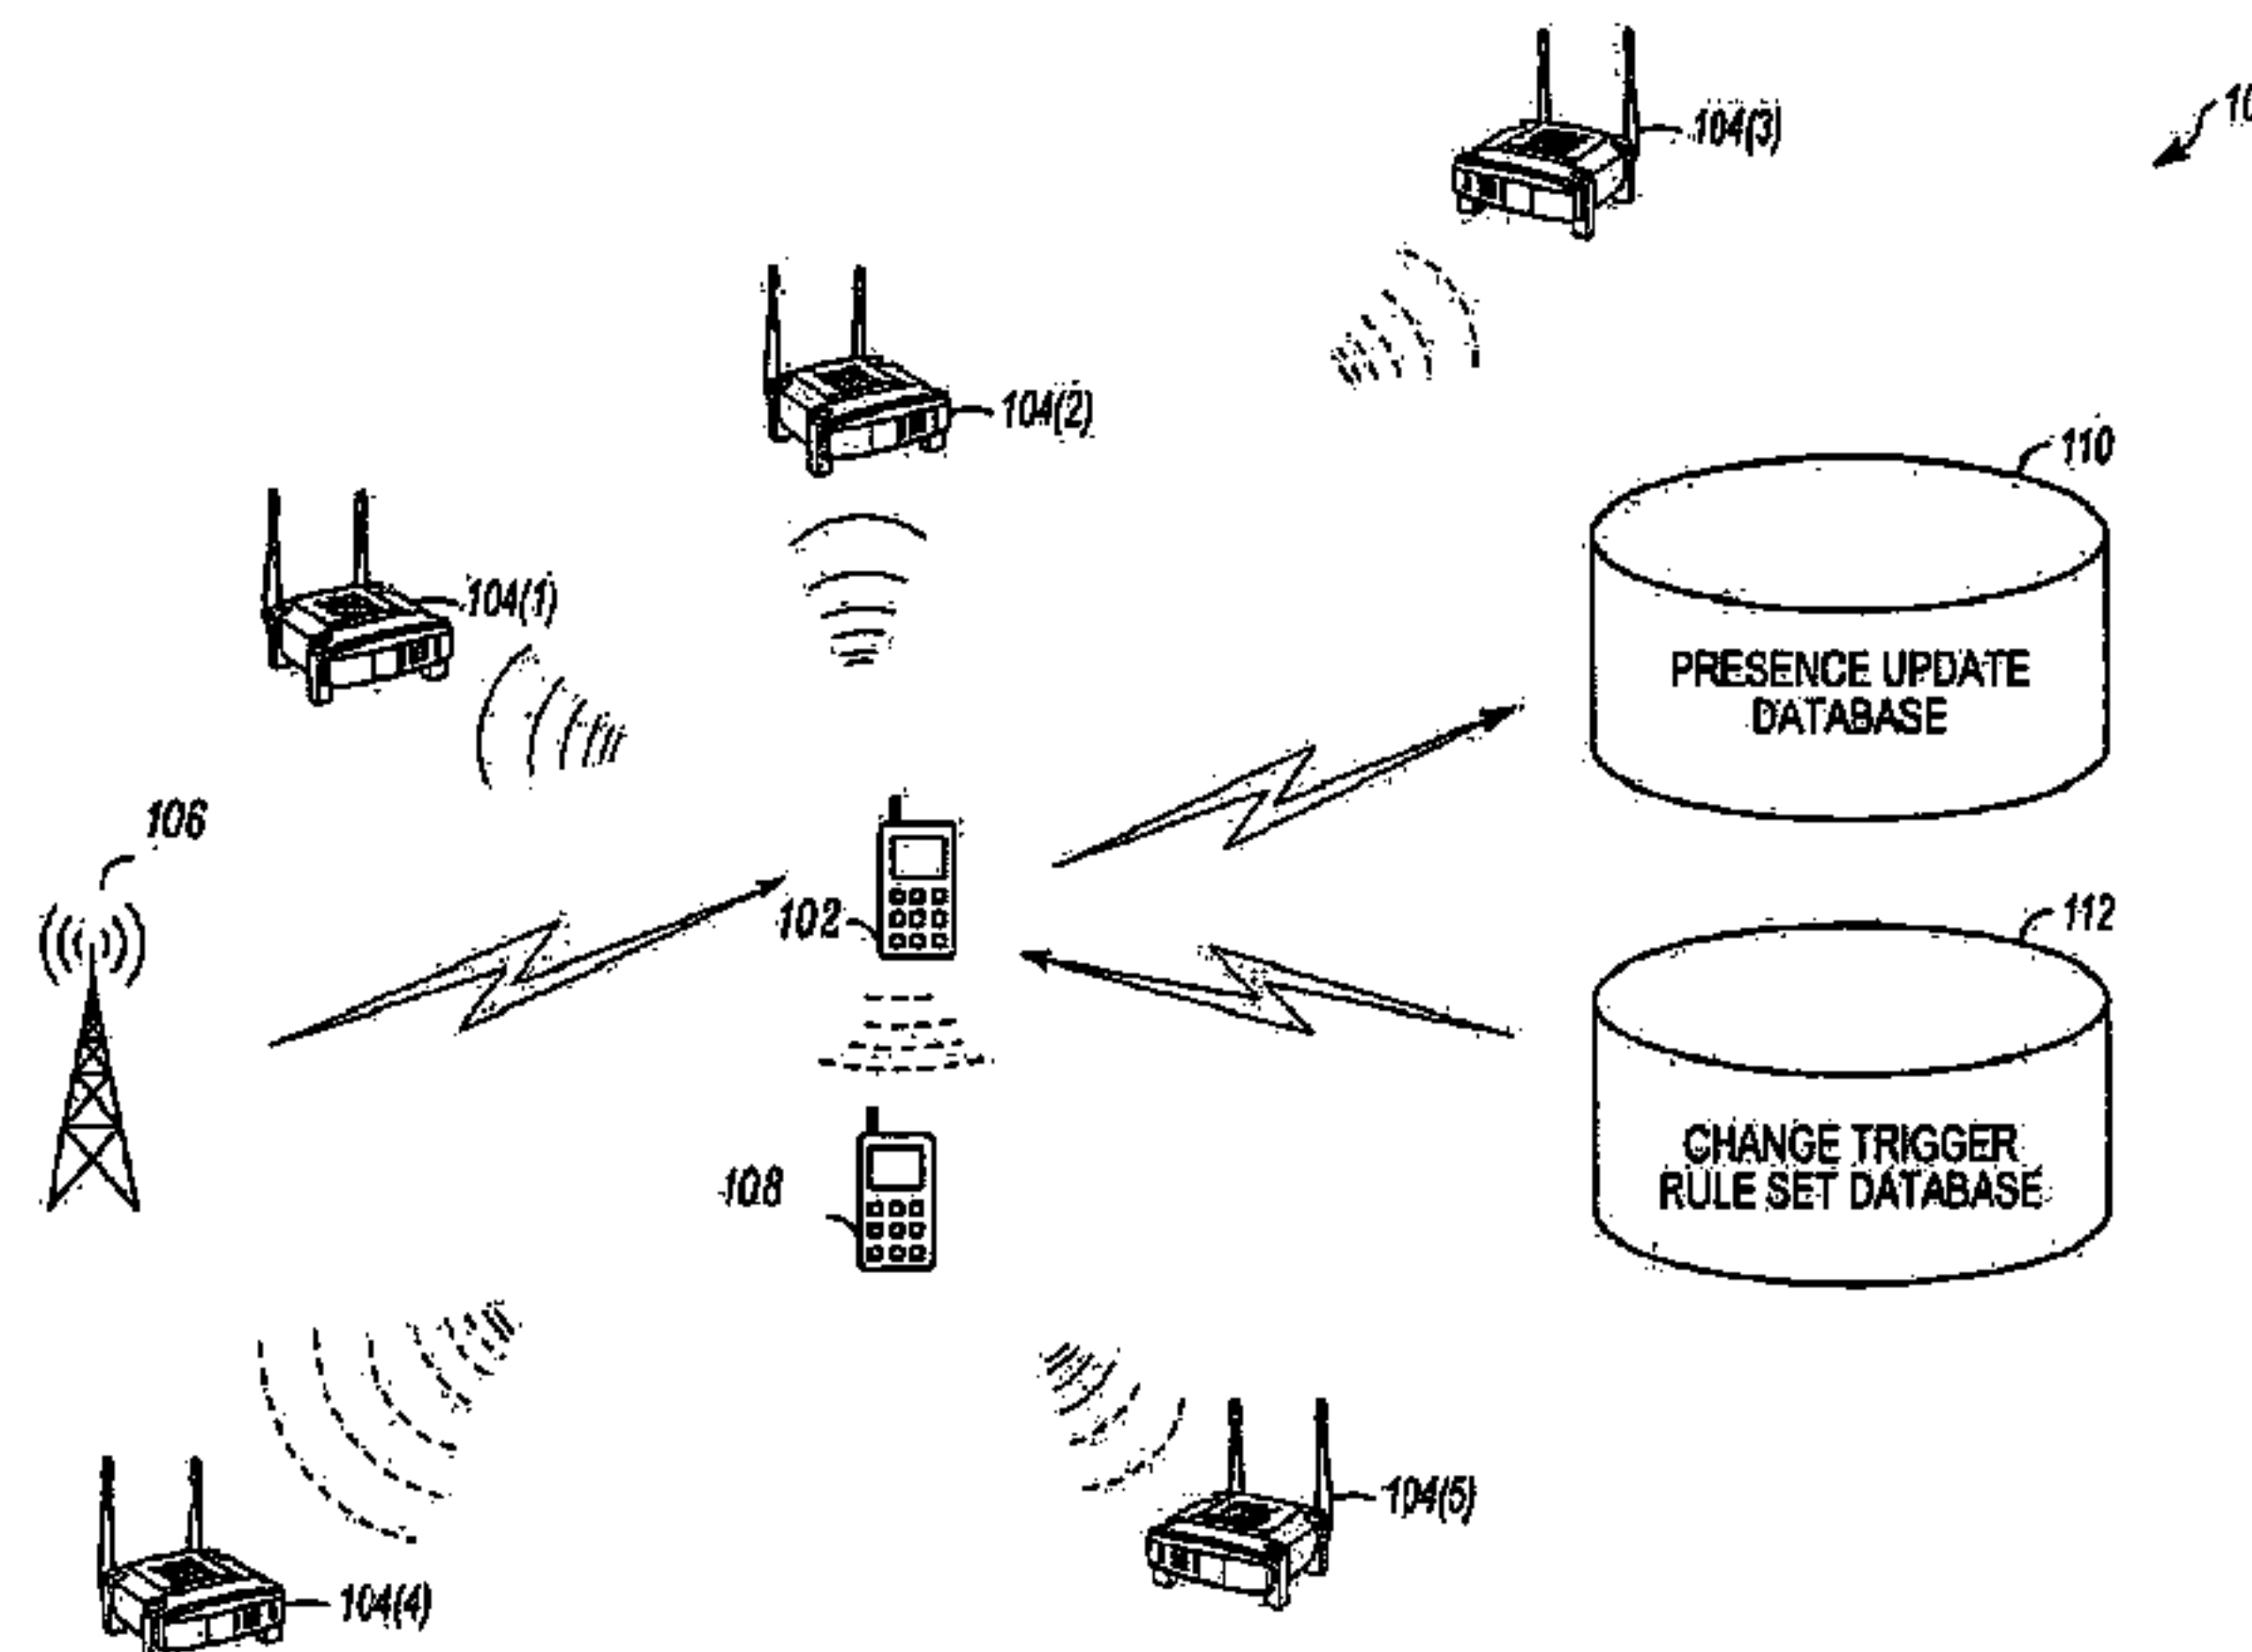 104(3)
104(2)
110
104(1)
PRESENCE UPDATE
DATABASE
106
102
112
CHANGE TRIGGER
RULE SET DATABASE
108
104(5)
104(4)